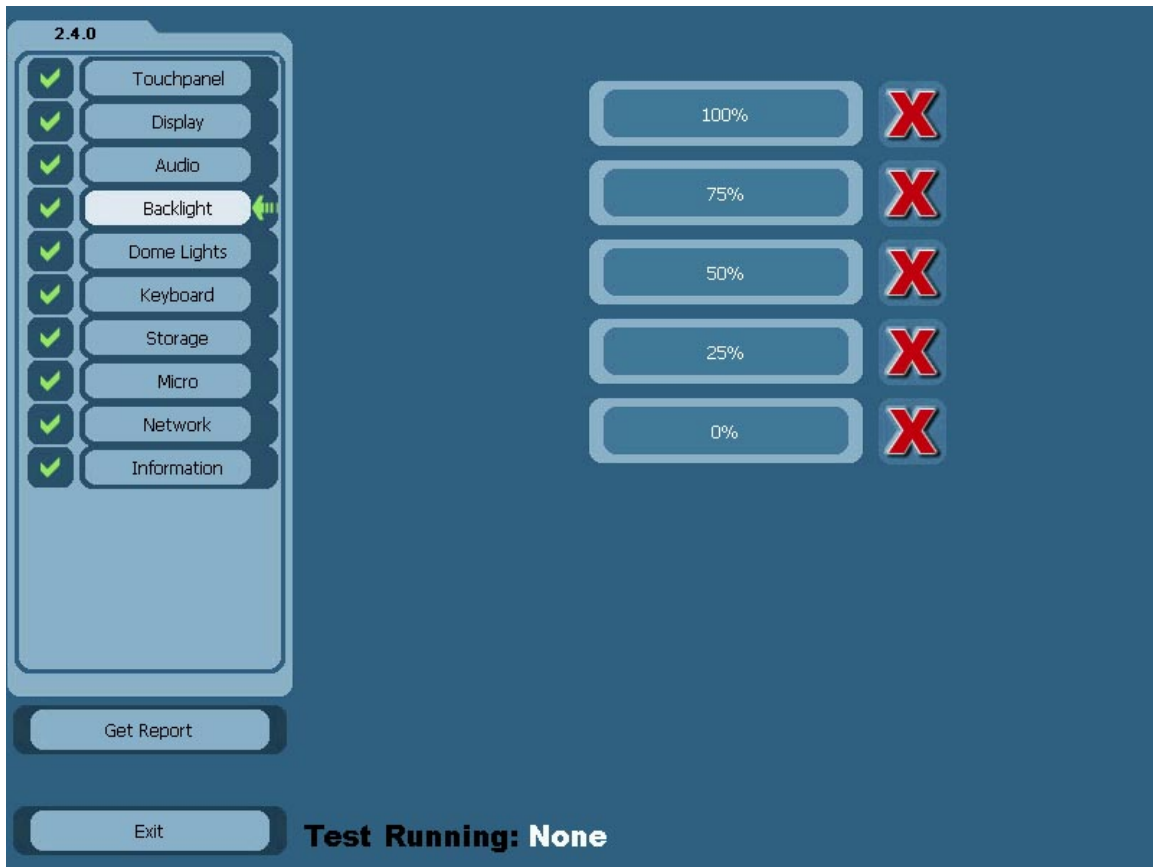 2.4.0
Touchpanel
Display
Audio
Backlight
Dome Lights
Keyboard
Storage
Micro
Network
Information
Get Report
Exit
100%
75%
50%
25%
0%
Test Running: None